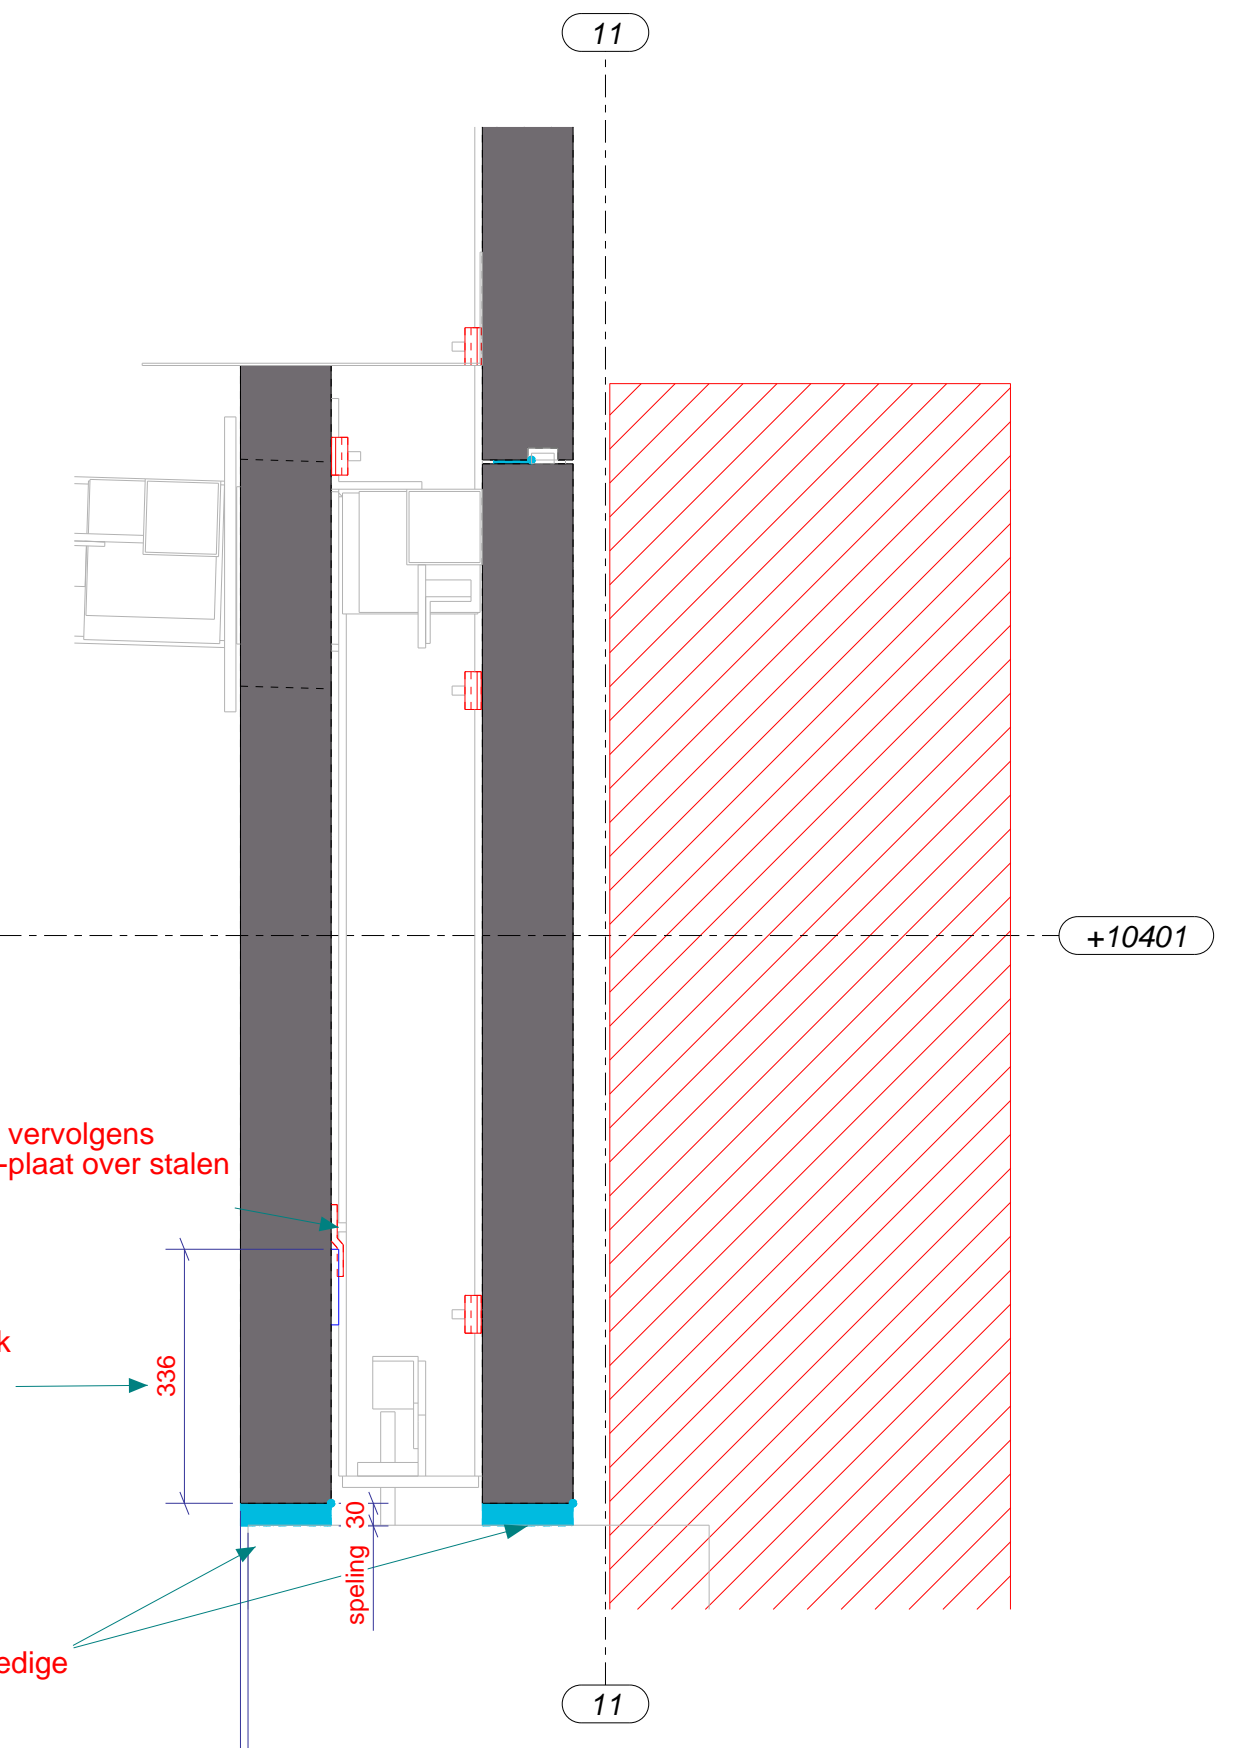 11
+10401
vervolgens
-plaat over stalen
k
336
30
speling
edige
11